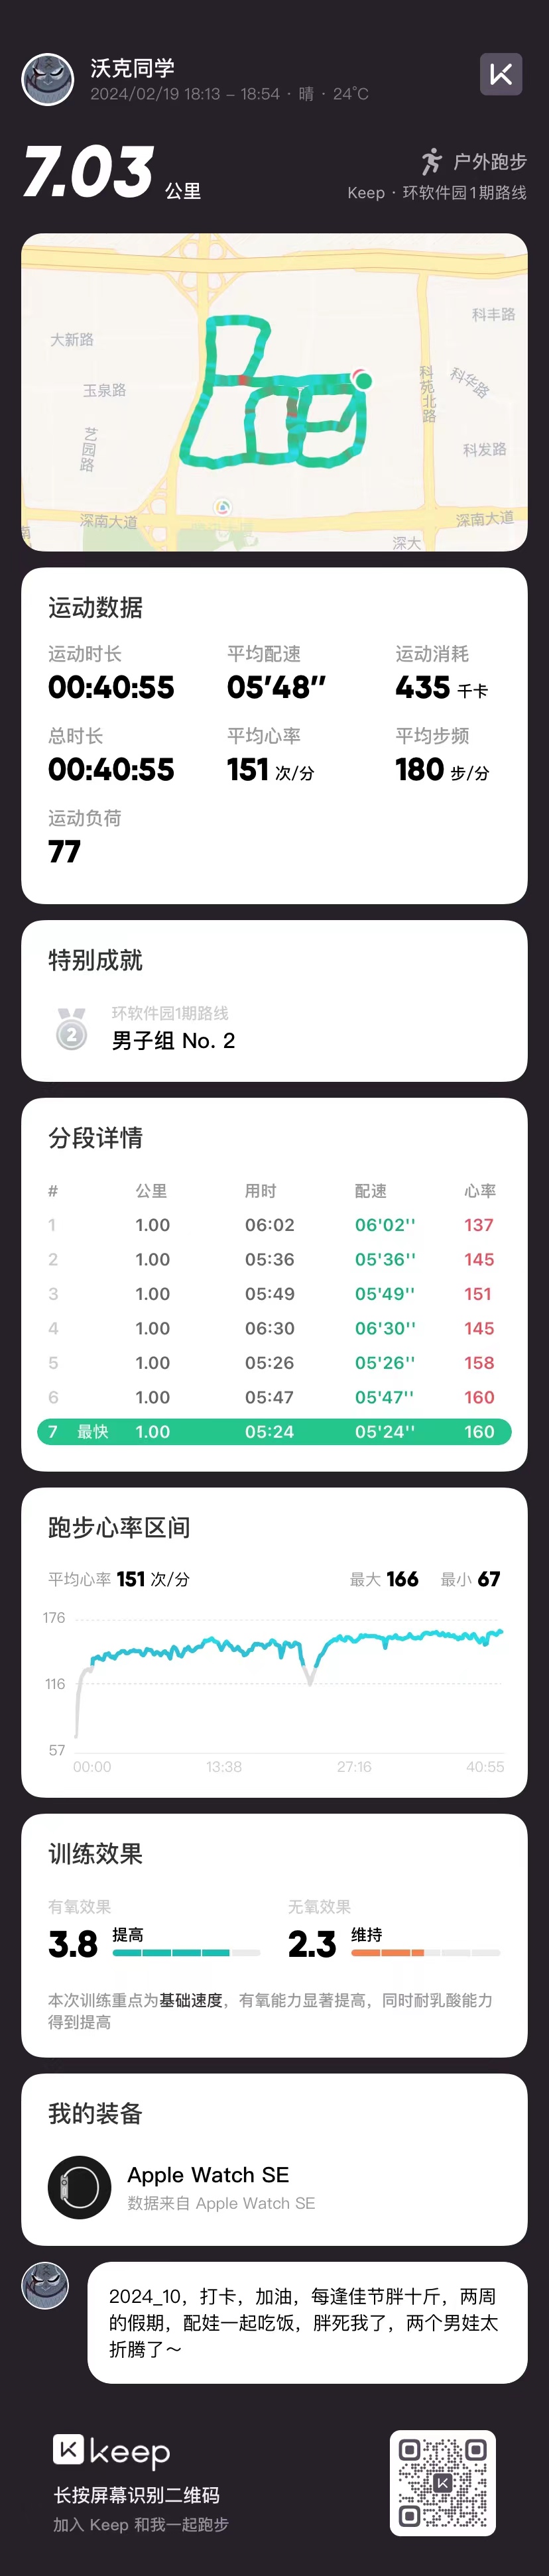 沃克同学
2024/02/19 18:13 – 18:54 · 晴 · 24°C
7.03 公里
户外跑步
Keep · 环软件园1期路线
科丰路
大新路
玉泉路
科苑北路
科华路
艺园路
科发路
深南大道
深南大道
南
深大
运动数据
运动时长 平均配速 运动消耗
00:40:55 05'48'' 435 千卡
总时长 平均心率 平均步频
00:40:55 151 次/分 180 步/分
运动负荷
77
特别成就
2
环软件园1期路线
男子组 No. 2
分段详情
# 公里 用时 配速 心率
1 1.00 06:02 06'02'' 137
2 1.00 05:36 05'36'' 145
3 1.00 05:49 05'49'' 151
4 1.00 06:30 06'30'' 145
5 1.00 05:26 05'26'' 158
6 1.00 05:47 05'47'' 160
7 最快 1.00 05:24 05'24'' 160
跑步心率区间
平均心率 151 次/分 最大 166 最小 67
176
116
57
00:00 13:38 27:16 40:55
训练效果
有氧效果 无氧效果
3.8 提高 2.3 维持
本次训练重点为基础速度，有氧能力显著提高，同时耐乳酸能力
得到提高
我的装备
Apple Watch SE
数据来自 Apple Watch SE
2024_10，打卡，加油，每逢佳节胖十斤，两周
的假期，配娃一起吃饭，胖死我了，两个男娃太
折腾了～
keep
长按屏幕识别二维码
加入 Keep 和我一起跑步